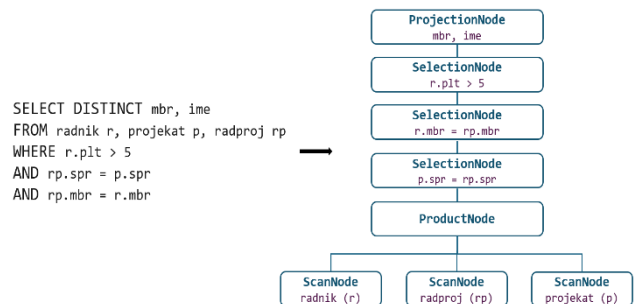 SELECT DISTINCT mbr, ime
FROM radnik r, projekat p, radproj rp
WHERE r.plt > 5
AND rp.spr = p.spr
AND rp.mbr = r.mbr
ProjectionNode
mbr, ime
SelectionNode
r.plt > 5
SelectionNode
r.mbr = rp.mbr
SelectionNode
p.spr = rp.spr
ProductNode
ScanNode
radnik (r)
ScanNode
radproj (rp)
ScanNode
projekat (p)